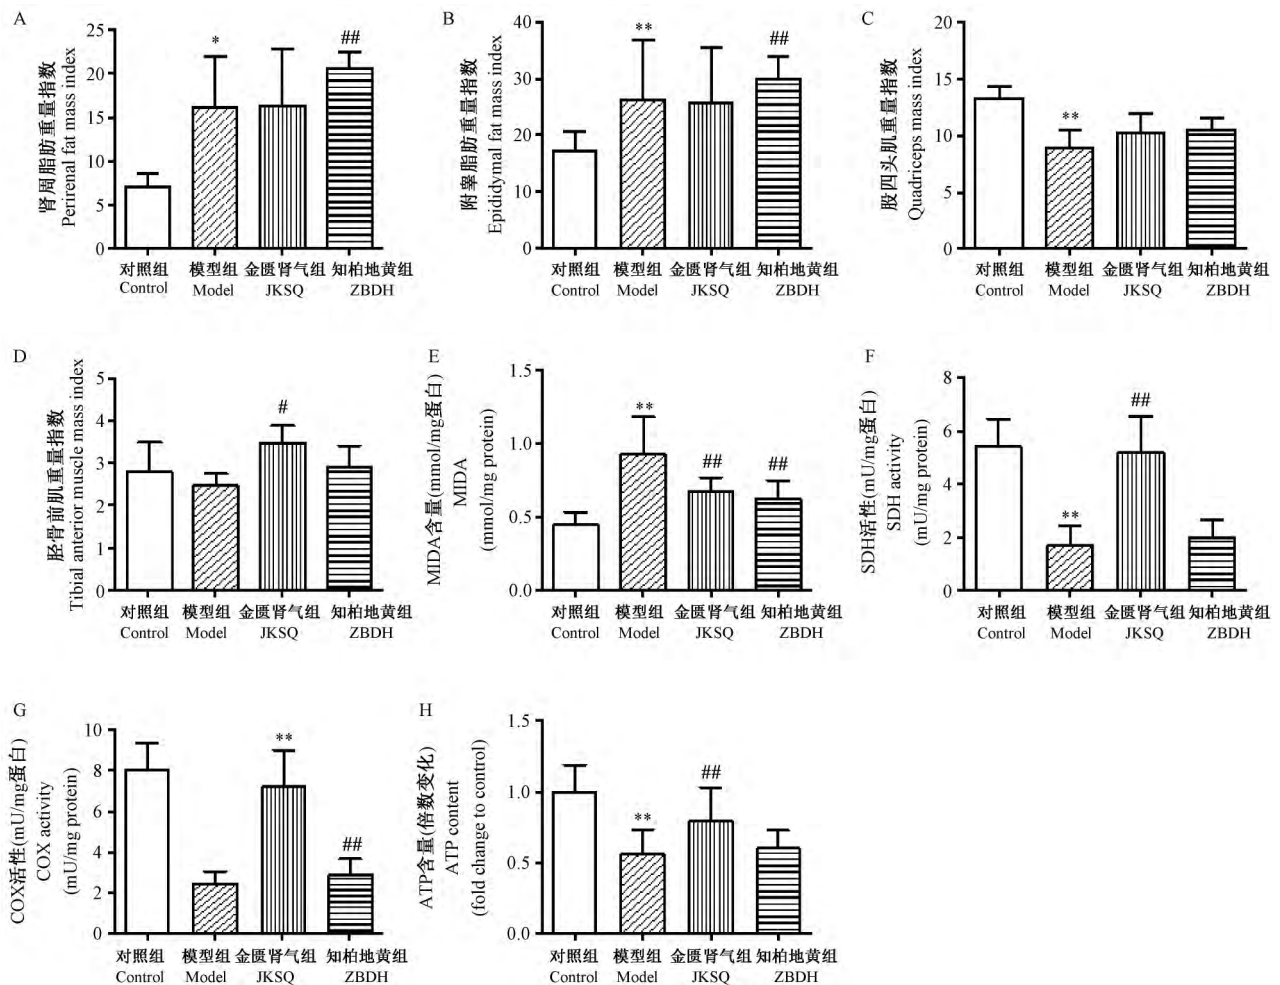 A
肾周脂肪重量指数
Perirenal fat mass index
25
20
15
10
5
0
*
##
对照组 模型组 金匮肾气组 知柏地黄组
Control Model JKSQ ZBDH
B
附睾脂肪重量指数
Epididymal fat mass index
40
30
20
10
0
**
##
对照组 模型组 金匮肾气组 知柏地黄组
Control Model JKSQ ZBDH
C
股四头肌重量指数
Quadriceps mass index
20
15
10
5
0
**
对照组 模型组 金匮肾气组 知柏地黄组
Control Model JKSQ ZBDH
D
胫骨前肌重量指数
Tibial anterior muscle mass index
5
4
3
2
1
0
#
对照组 模型组 金匮肾气组 知柏地黄组
Control Model JKSQ ZBDH
E
MIDA含量(nmol/mg蛋白)
MIDA
(mmol/mg protein)
1.5
1.0
0.5
0.0
**
##
##
对照组 模型组 金匮肾气组 知柏地黄组
Control Model JKSQ ZBDH
F
SDH活性(mU/mg蛋白)
SDH activity
(mU/mg protein)
8
6
4
2
0
**
##
对照组 模型组 金匮肾气组 知柏地黄组
Control Model JKSQ ZBDH
G
COX活性(mU/mg蛋白)
COX activity
(mU/mg protein)
10
8
6
4
2
0
**
##
对照组 模型组 金匮肾气组 知柏地黄组
Control Model JKSQ ZBDH
H
ATP含量(倍数变化)
ATP content
(fold change to control)
1.5
1.0
0.5
0.0
**
##
对照组 模型组 金匮肾气组 知柏地黄组
Control Model JKSQ ZBDH